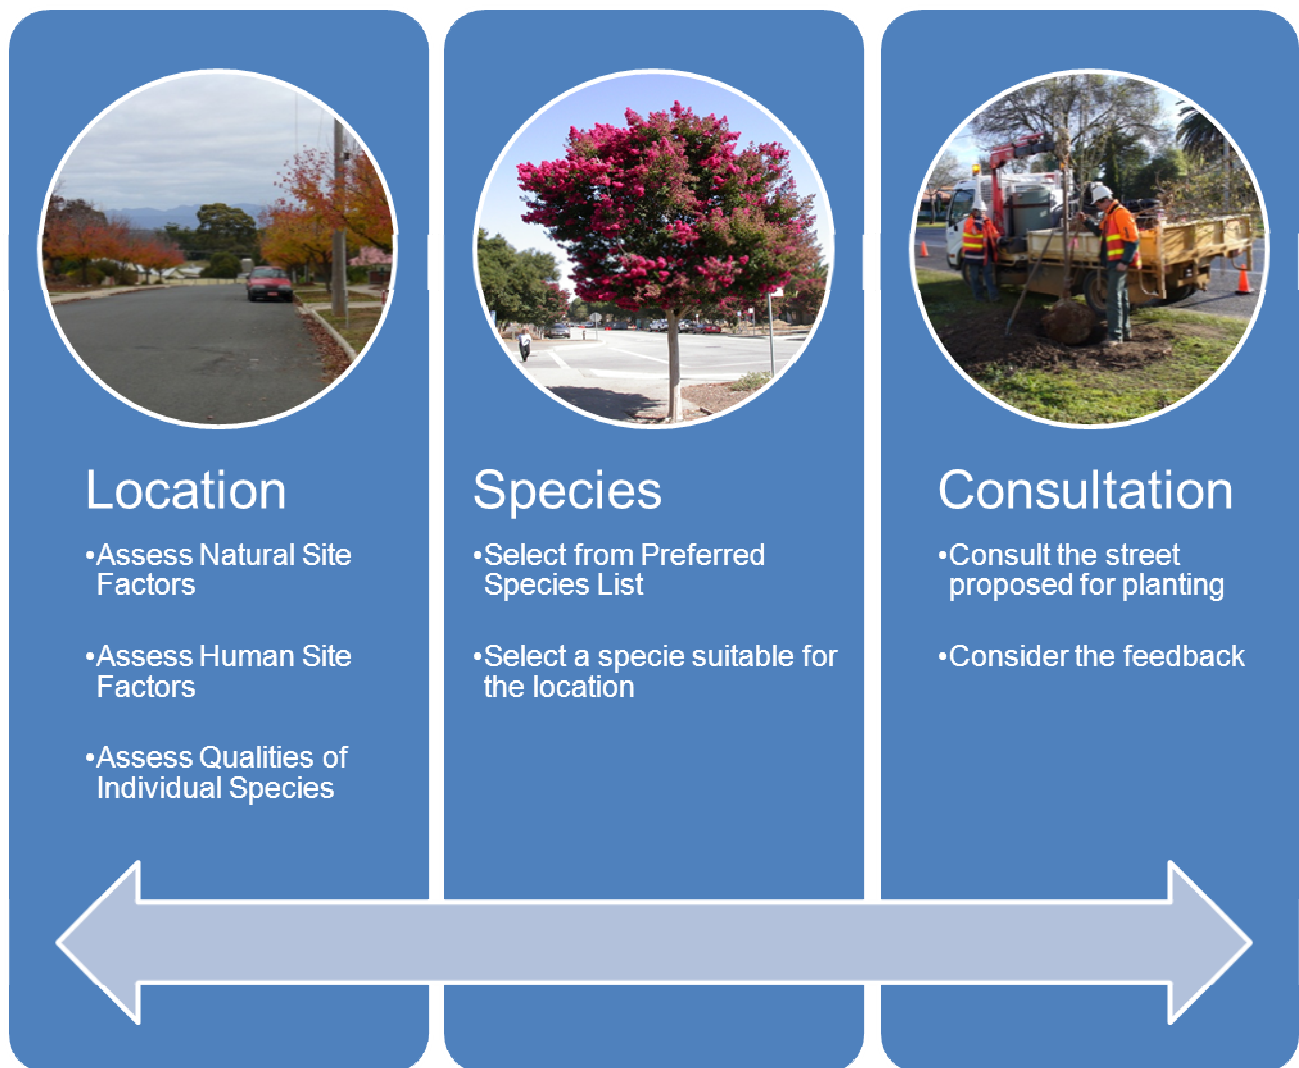 Location
•Assess Natural Site
Factors
•Assess Human Site
Factors
•Assess Qualities of
Individual Species
Species
•Select from Preferred
Species List
•Select a specie suitable for
the location
Consultation
•Consult the street
proposed for planting
•Consider the feedback